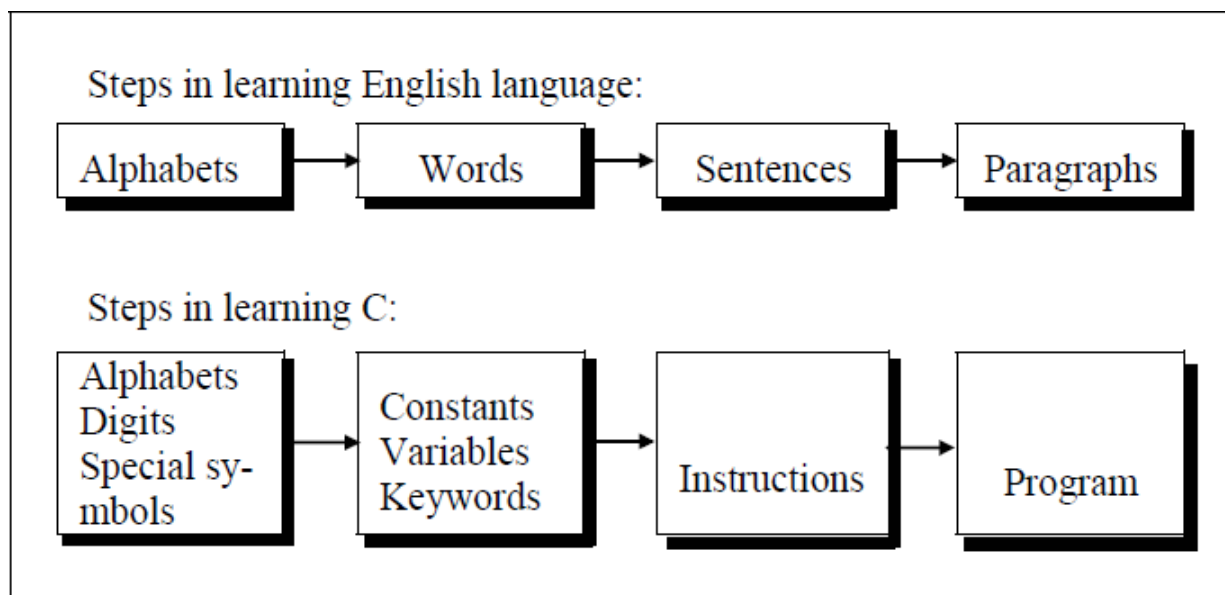 Steps in learning English language:
Alphabets
Words
Sentences
Paragraphs
Steps in learning C:
Alphabets
Digits
Special sy-
mbols
Constants
Variables
Keywords
Instructions
Program